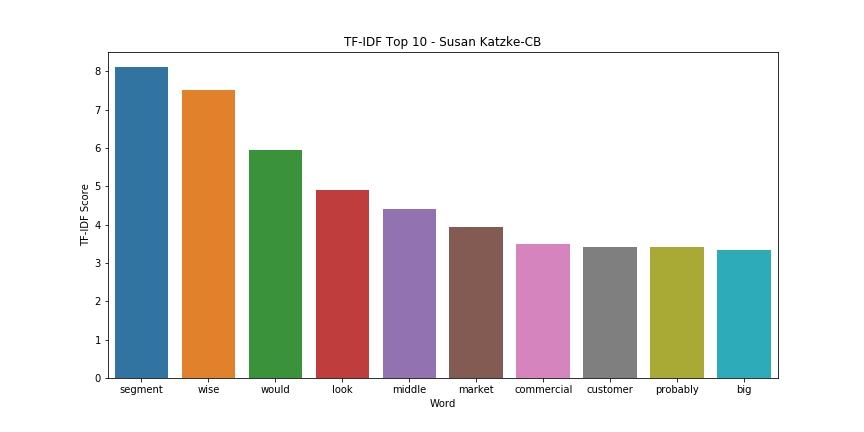 TF-IDF Top 10 - Susan Katzke-CB
8
7
6
5
4
3
2
1
0
TF-IDF Score
segment wise would look middle market commercial customer probably big
Word